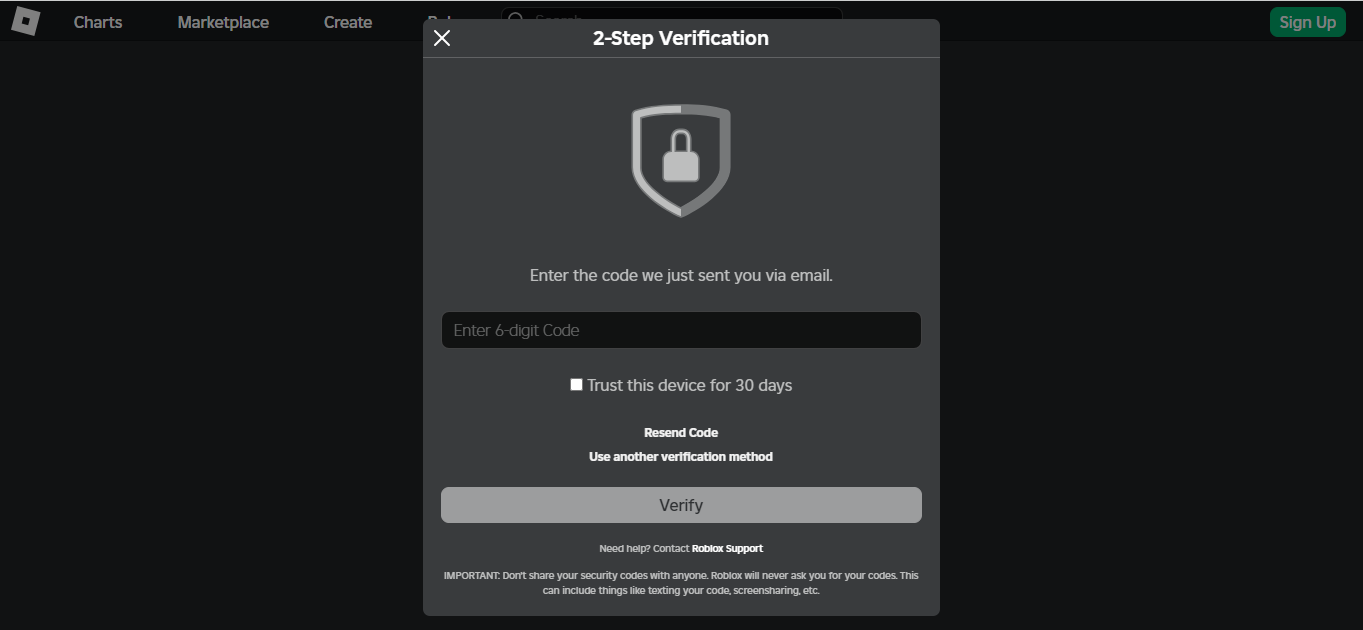 Charts Marketplace Create Sign Up
2-Step Verification
Enter the code we just sent you via email.
Enter 6-digit Code
Trust this device for 30 days
Resend Code
Use another verification method
Verify
Need help? Contact Roblox Support
IMPORTANT: Don't share your security codes with anyone. Roblox will never ask you for your codes. This
can include things like texting your code, screensharing, etc.